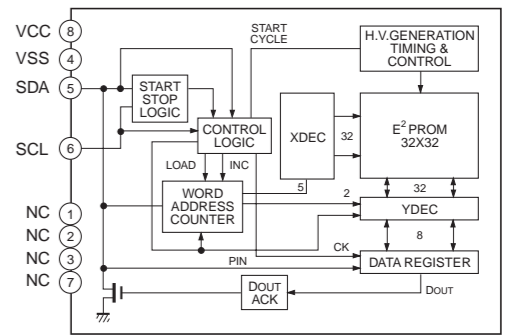 VCC 8
VSS 4
SDA 5
SCL 6
NC 1
NC 2
NC 3
NC 7
START
CYCLE
H.V.GENERATION
TIMING &
CONTROL
START
STOP
LOGIC
CONTROL
LOGIC
XDEC
32
E² PROM
32X32
LOAD
INC
WORD
ADDRESS
COUNTER
5
2
32
YDEC
8
CK
PIN
DATA REGISTER
DOUT
ACK
DOUT